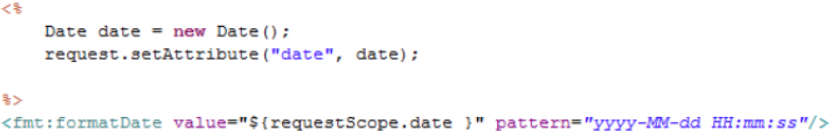 <%
    Date date = new Date();
    request.setAttribute("date", date);
%>
<fmt:formatDate value="${requestScope.date }" pattern="yyyy-MM-dd HH:mm:ss"/>